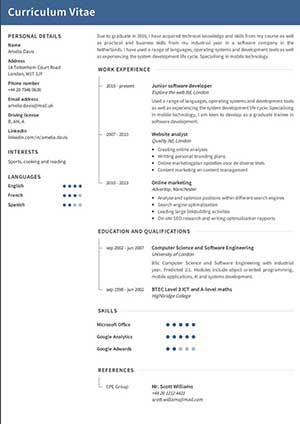 Curriculum Vitae
PERSONAL DETAILS
Name
Amelia Davis
Address
14 Tottenham Court Road
London, W1T 1JY
Phone number
+44 20 7946 0630
Email address
amelia.davis@mail.uk
Driving license
B, AM, A
LinkedIn
linkedin.com/in/amelia.davis
INTERESTS
Sports, cooking and reading
LANGUAGES
English
French
Spanish
Due to graduate in 2016, I have acquired technical knowledge and skills from my course as well
as practical and business skills from my industrial year in a software company in the
Netherlands. I have used a range of languages, operating and development tools as well as
experiencing the system development life cycle. Specialising in mobile technology.
WORK EXPERIENCE
2015 - present
Junior software developer
Explore the web ltd, London
Used a range of languages, operating systems and development tools
as well as experiencing the system development life cycle. Specialising in
mobile technology, I am keen to develop as a graduate trainee in
software development.
2007 - 2010
Website analyst
Quality ltd, London
• Creating online analyses
• Writing personal branding plans
• Online marketing
• Content marketing en content management
2010 - 2013
Online marketing
Advertisy, Manchester
• Analyse and optimize positions within different search engines
• Search engine optimalization
• Leading large linkbuilding activities
• On-site SEO research and writing optimalisation rapports
EDUCATION AND QUALIFICATIONS
sep 2002 - jun 2007
Computer Science and Software Engineering
University of London
BSc Computer Science and Software Engineering with industrial
year. Predicted 2:1. Modules include object oriented programming,
mobile applications, AI and systems development.
sep 1998 - jun 2002
BTEC Level 3 ICT and A-level maths
Highbridge College
SKILLS
Microsoft Office
Google Analytics
Google Adwords
REFERENCES
CPE Group
Mr. Scott Williams
+44 20 1212 4421
scott.williams@mail.com